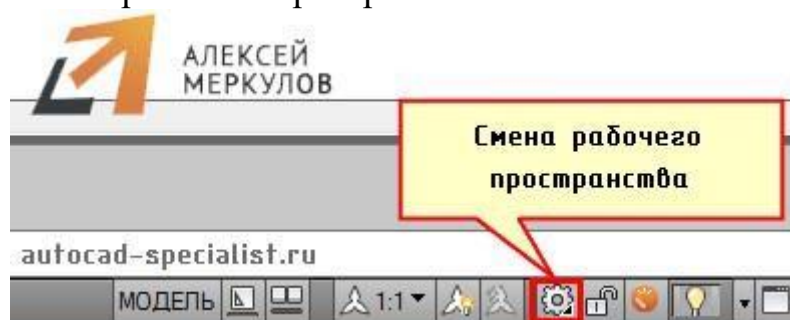 АЛЕКСЕЙ
МЕРКУЛОВ
Смена рабочего
пространства
autocad-specialist.ru
МОДЕЛЬ 1:1